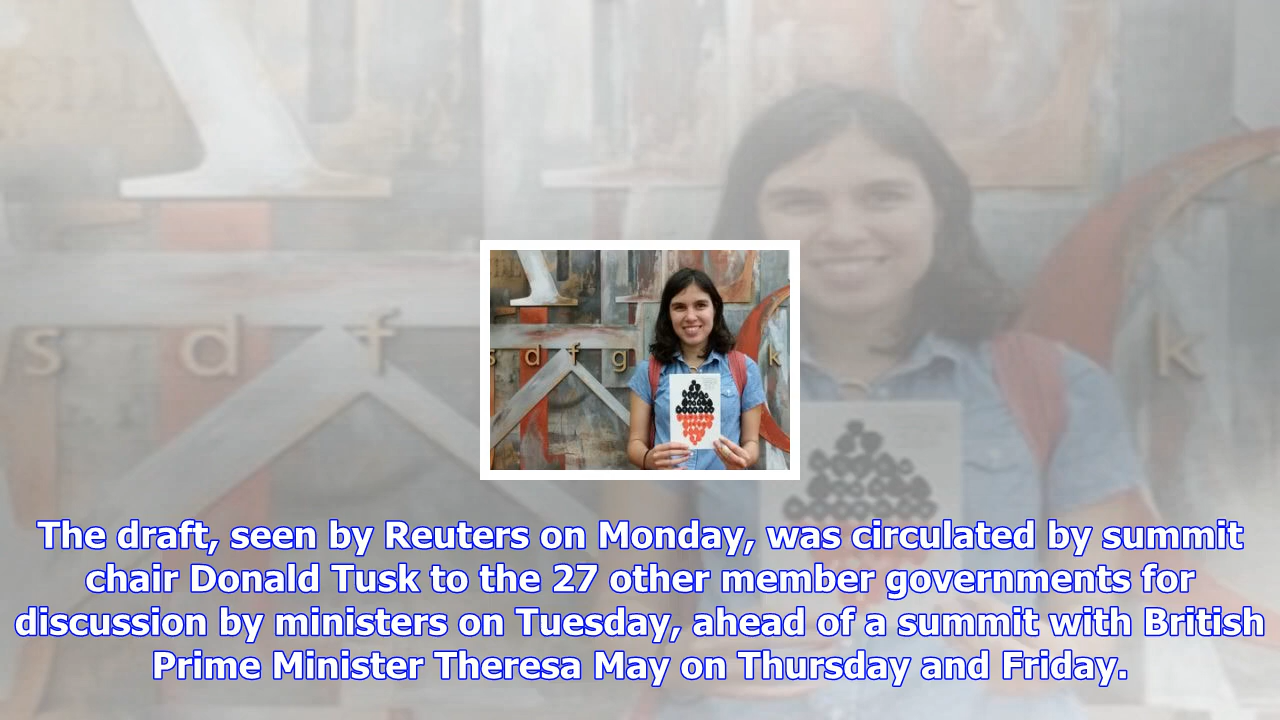 s d f g k
s d f k
The draft, seen by Reuters on Monday, was circulated by summit
chair Donald Tusk to the 27 other member governments for
discussion by ministers on Tuesday, ahead of a summit with British
Prime Minister Theresa May on Thursday and Friday.